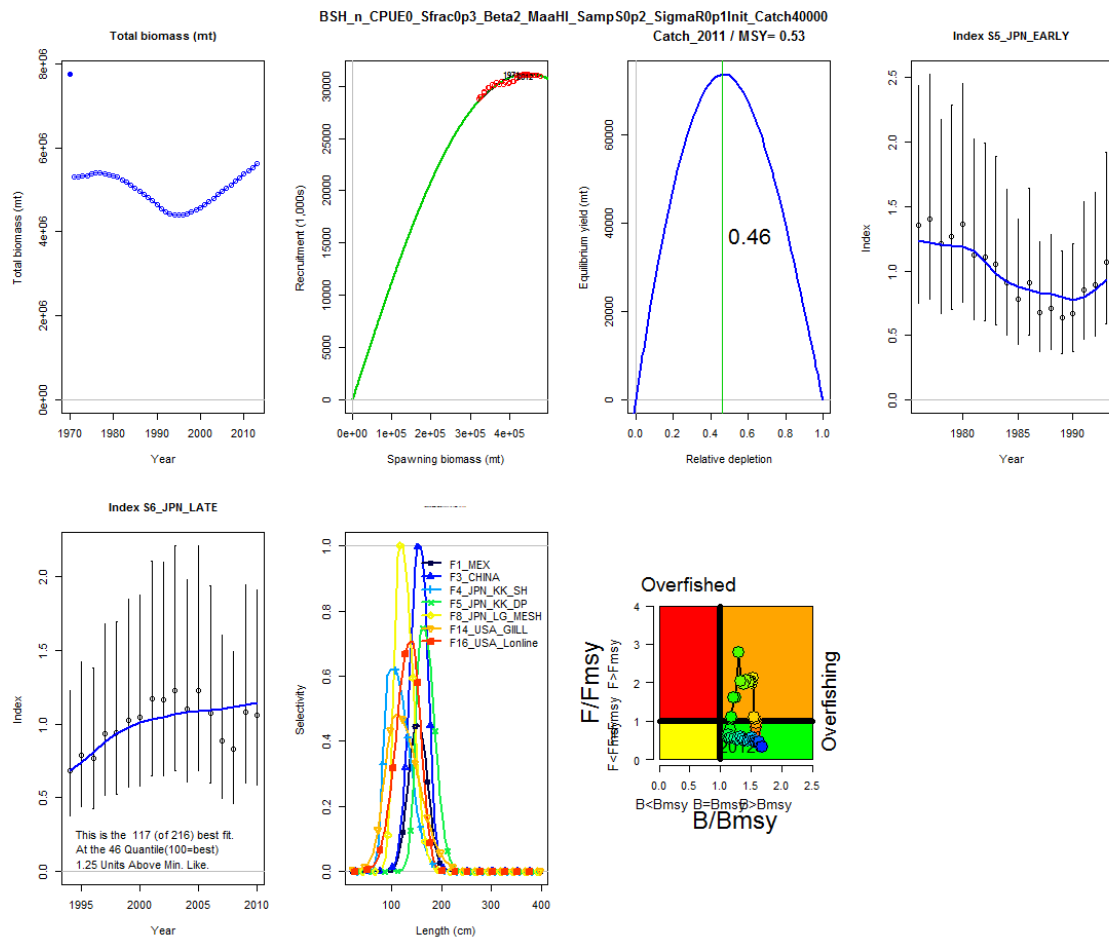 BSH_n_CPUE0_Sfrac0p3_Beta2_MaaHI_SampS0p2_SigmaR0p1Init_Catch40000
Total biomass (mt)
Total biomass (mt)
8e+06
6e+06
4e+06
2e+06
0e+00
1970 1980 1990 2000 2010
Year
Recruitment (1,000s)
30000
25000
20000
15000
10000
5000
0
0e+00 1e+05 2e+05 3e+05 4e+05
Spawning biomass (mt)
Catch_2011 / MSY= 0.53
Equilibrium yield (mt)
60000
40000
20000
0
0.46
0.0 0.2 0.4 0.6 0.8 1.0
Relative depletion
Index S5_JPN_EARLY
Index
2.5
2.0
1.5
1.0
0.5
0.0
1980 1985 1990
Year
Index S6_JPN_LATE
Index
2.0
1.5
1.0
0.5
0.0
This is the 117 (of 216) best fit.
At the 46 Quantile(100=best)
1.25 Units Above Min. Like.
1995 2000 2005 2010
Year
Selectivity
1.0
0.8
0.6
0.4
0.2
0.0
F1_MEX
F3_CHINA
F4_JPN_KK_SH
F5_JPN_KK_DP
F8_JPN_LG_MESH
F14_USA_GIILL
F16_USA_Lonline
100 200 300 400
Length (cm)
Overfished
F/Fmsy
F<Fmsy
F>Fmsy
4
3
2
1
0
2012
Overfishing
0.0 0.5 1.0 1.5 2.0 2.5
B<Bmsy B=Bmsy B>Bmsy
B/Bmsy